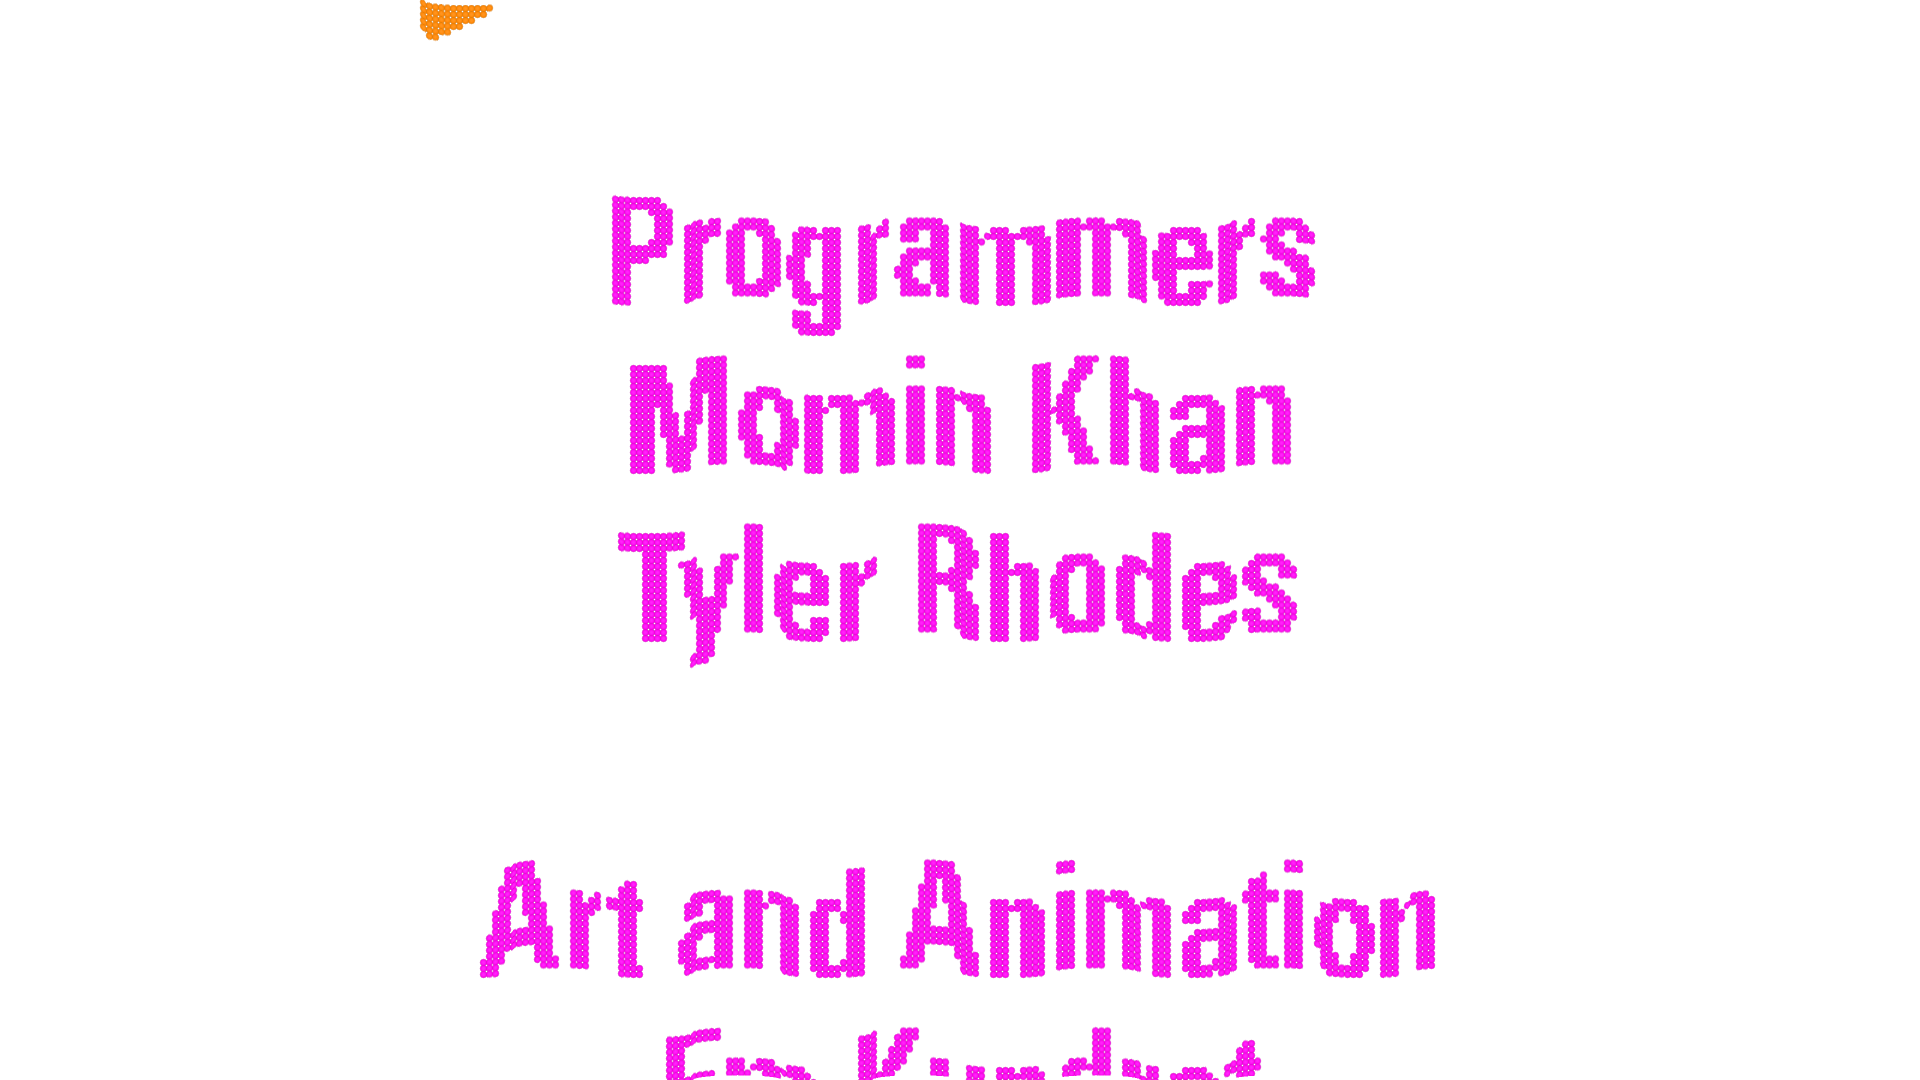 Programmers
Momin Khan
Tyler Rhodes
Art and Animation